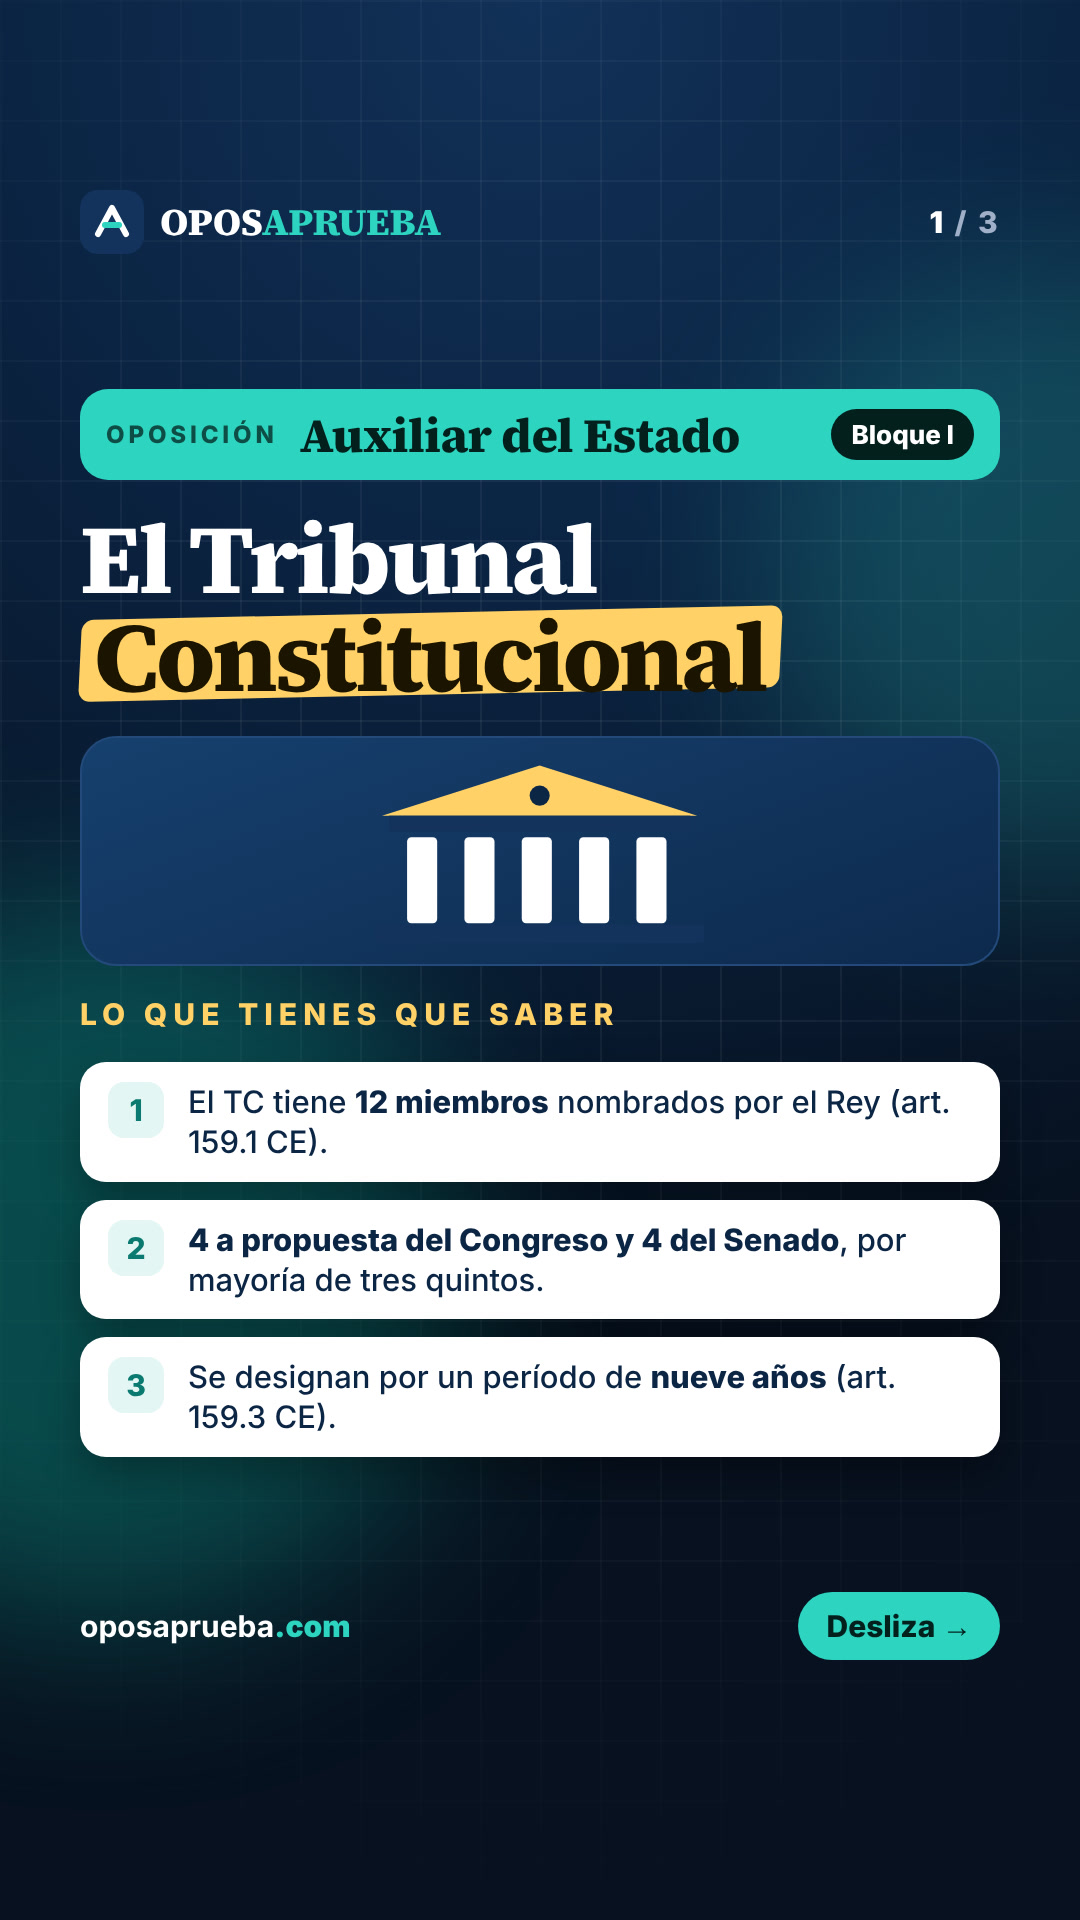 OPOSAPRUEBA
1 / 3
OPOSICIÓN Auxiliar del Estado Bloque I
El Tribunal
Constitucional
LO QUE TIENES QUE SABER
1 El TC tiene 12 miembros nombrados por el Rey (art.
159.1 CE).
2 4 a propuesta del Congreso y 4 del Senado, por
mayoría de tres quintos.
3 Se designan por un período de nueve años (art.
159.3 CE).
oposaprueba.com
Desliza →